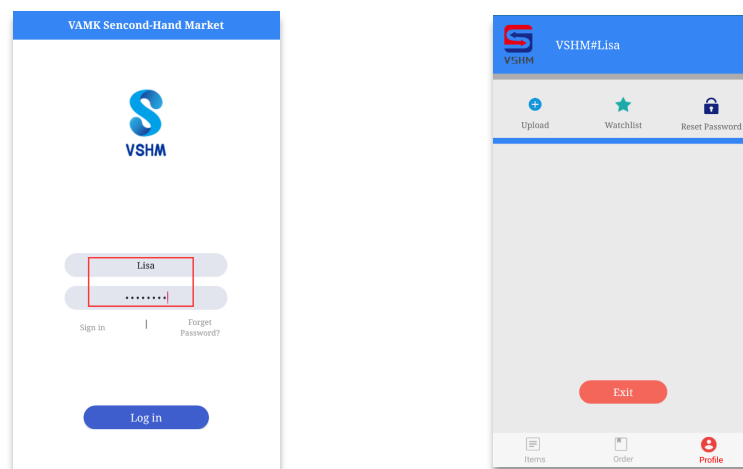 VAMK Sencond-Hand Market
VSHM
Lisa
••••••••
Sign in | Forget Password?
Log in
VSHM
VSHM#Lisa
Upload Watchlist Reset Password
Exit
Items Order Profile